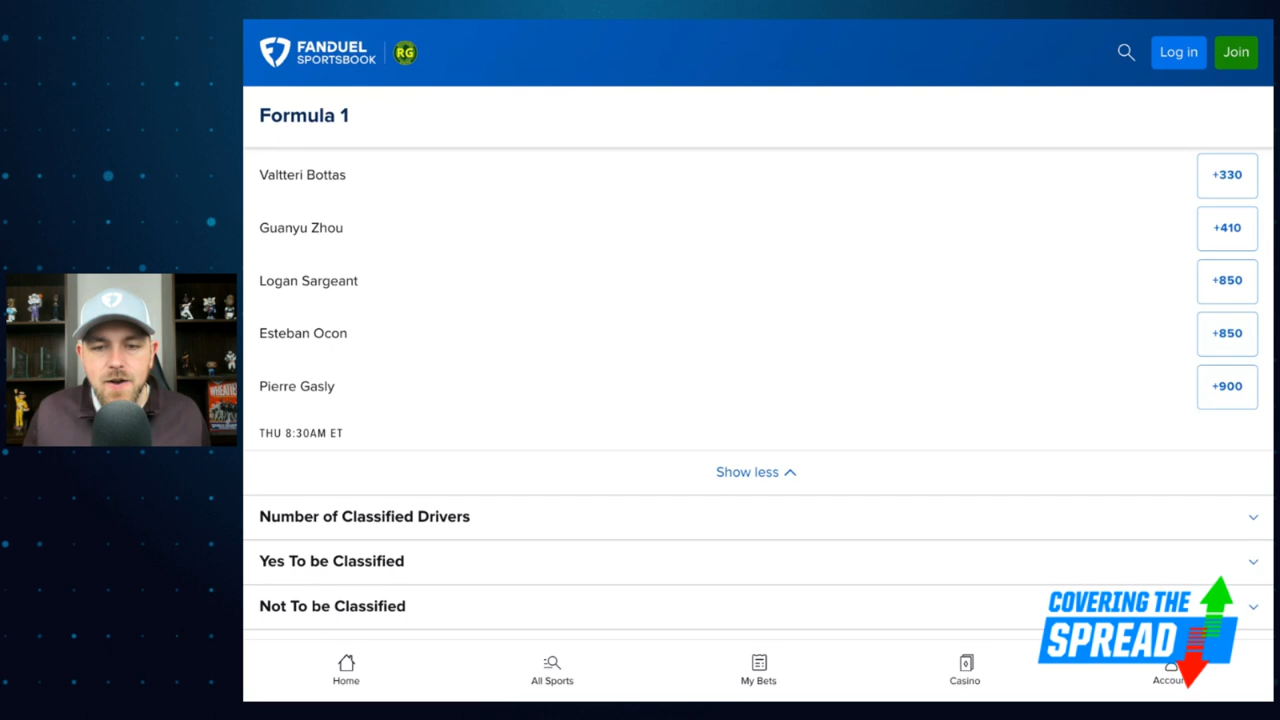 FANDUEL
SPORTSBOOK
RG
Log in
Join
Formula 1
Valtteri Bottas
+330
Guanyu Zhou
+410
Logan Sargeant
+850
Esteban Ocon
+850
Pierre Gasly
+900
THU 8:30AM ET
Show less
Number of Classified Drivers
Yes To be Classified
Not To be Classified
COVERING THE
SPREAD
Home
All Sports
My Bets
Casino
Accoun
WHEATIES